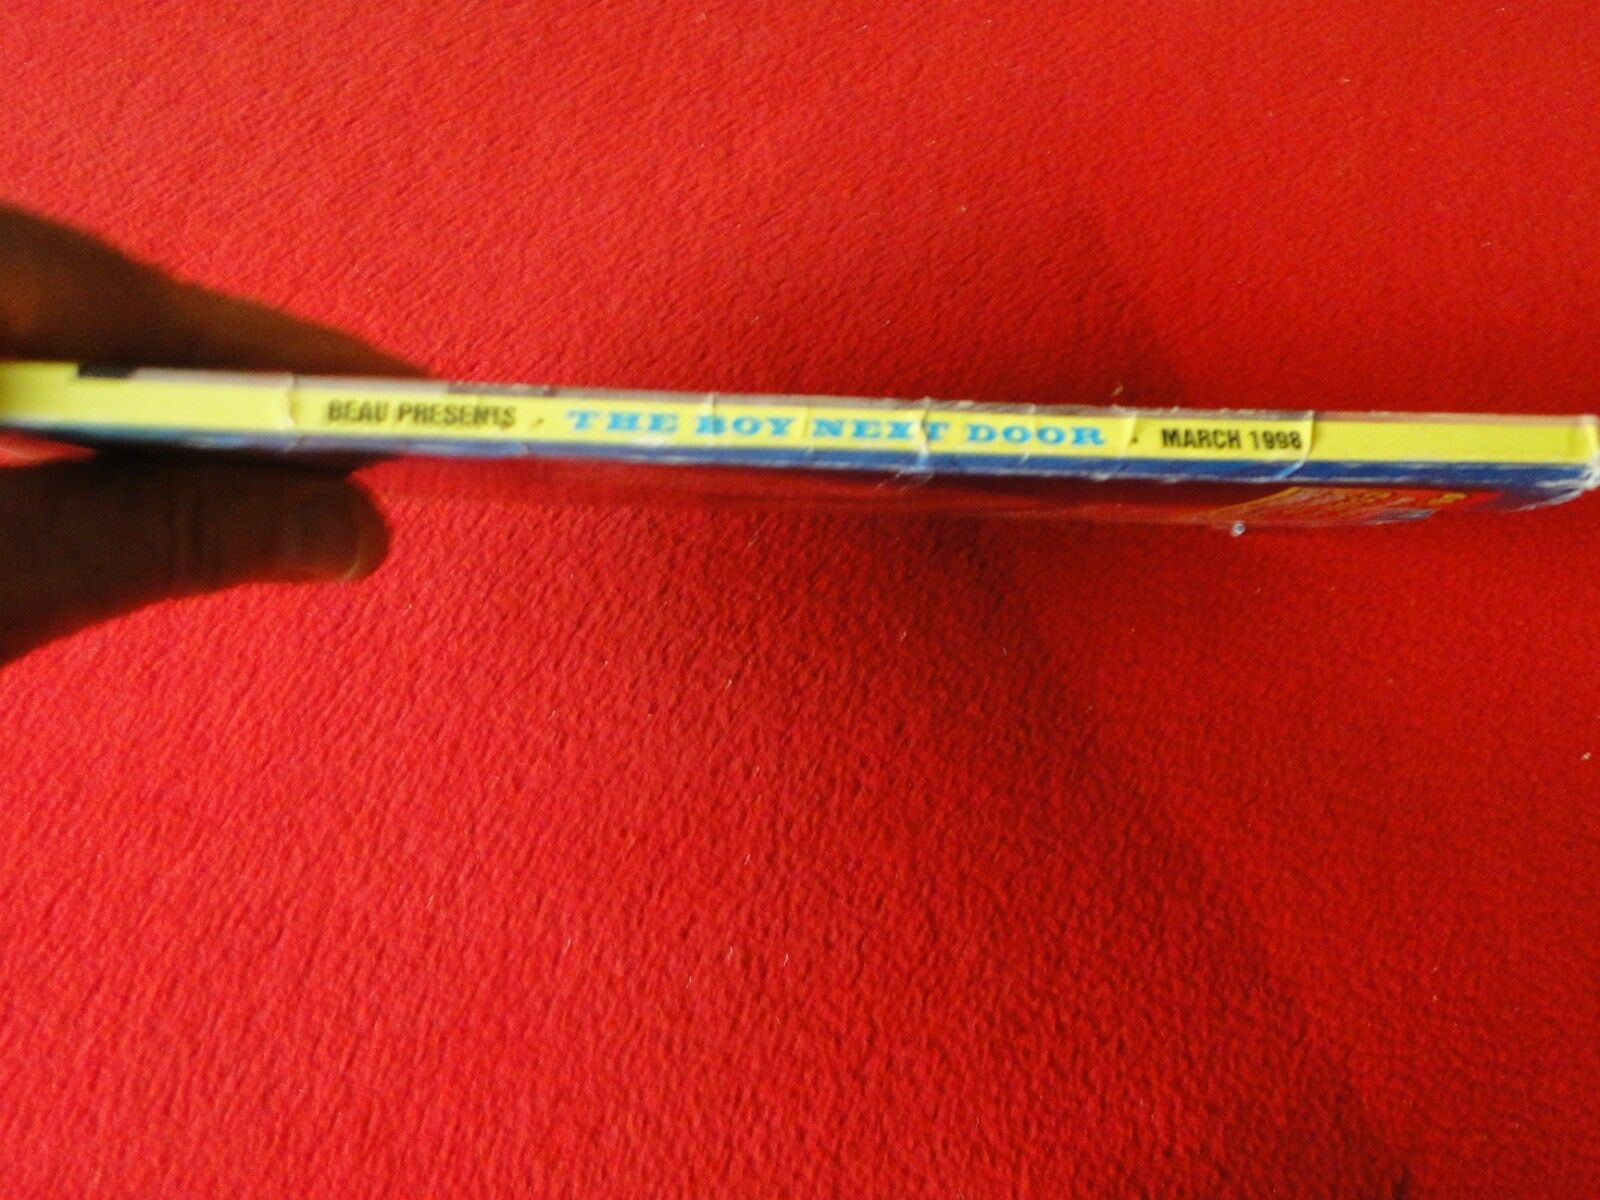 BEAU PRESENTS · THE BOY NEXT DOOR · MARCH 1998